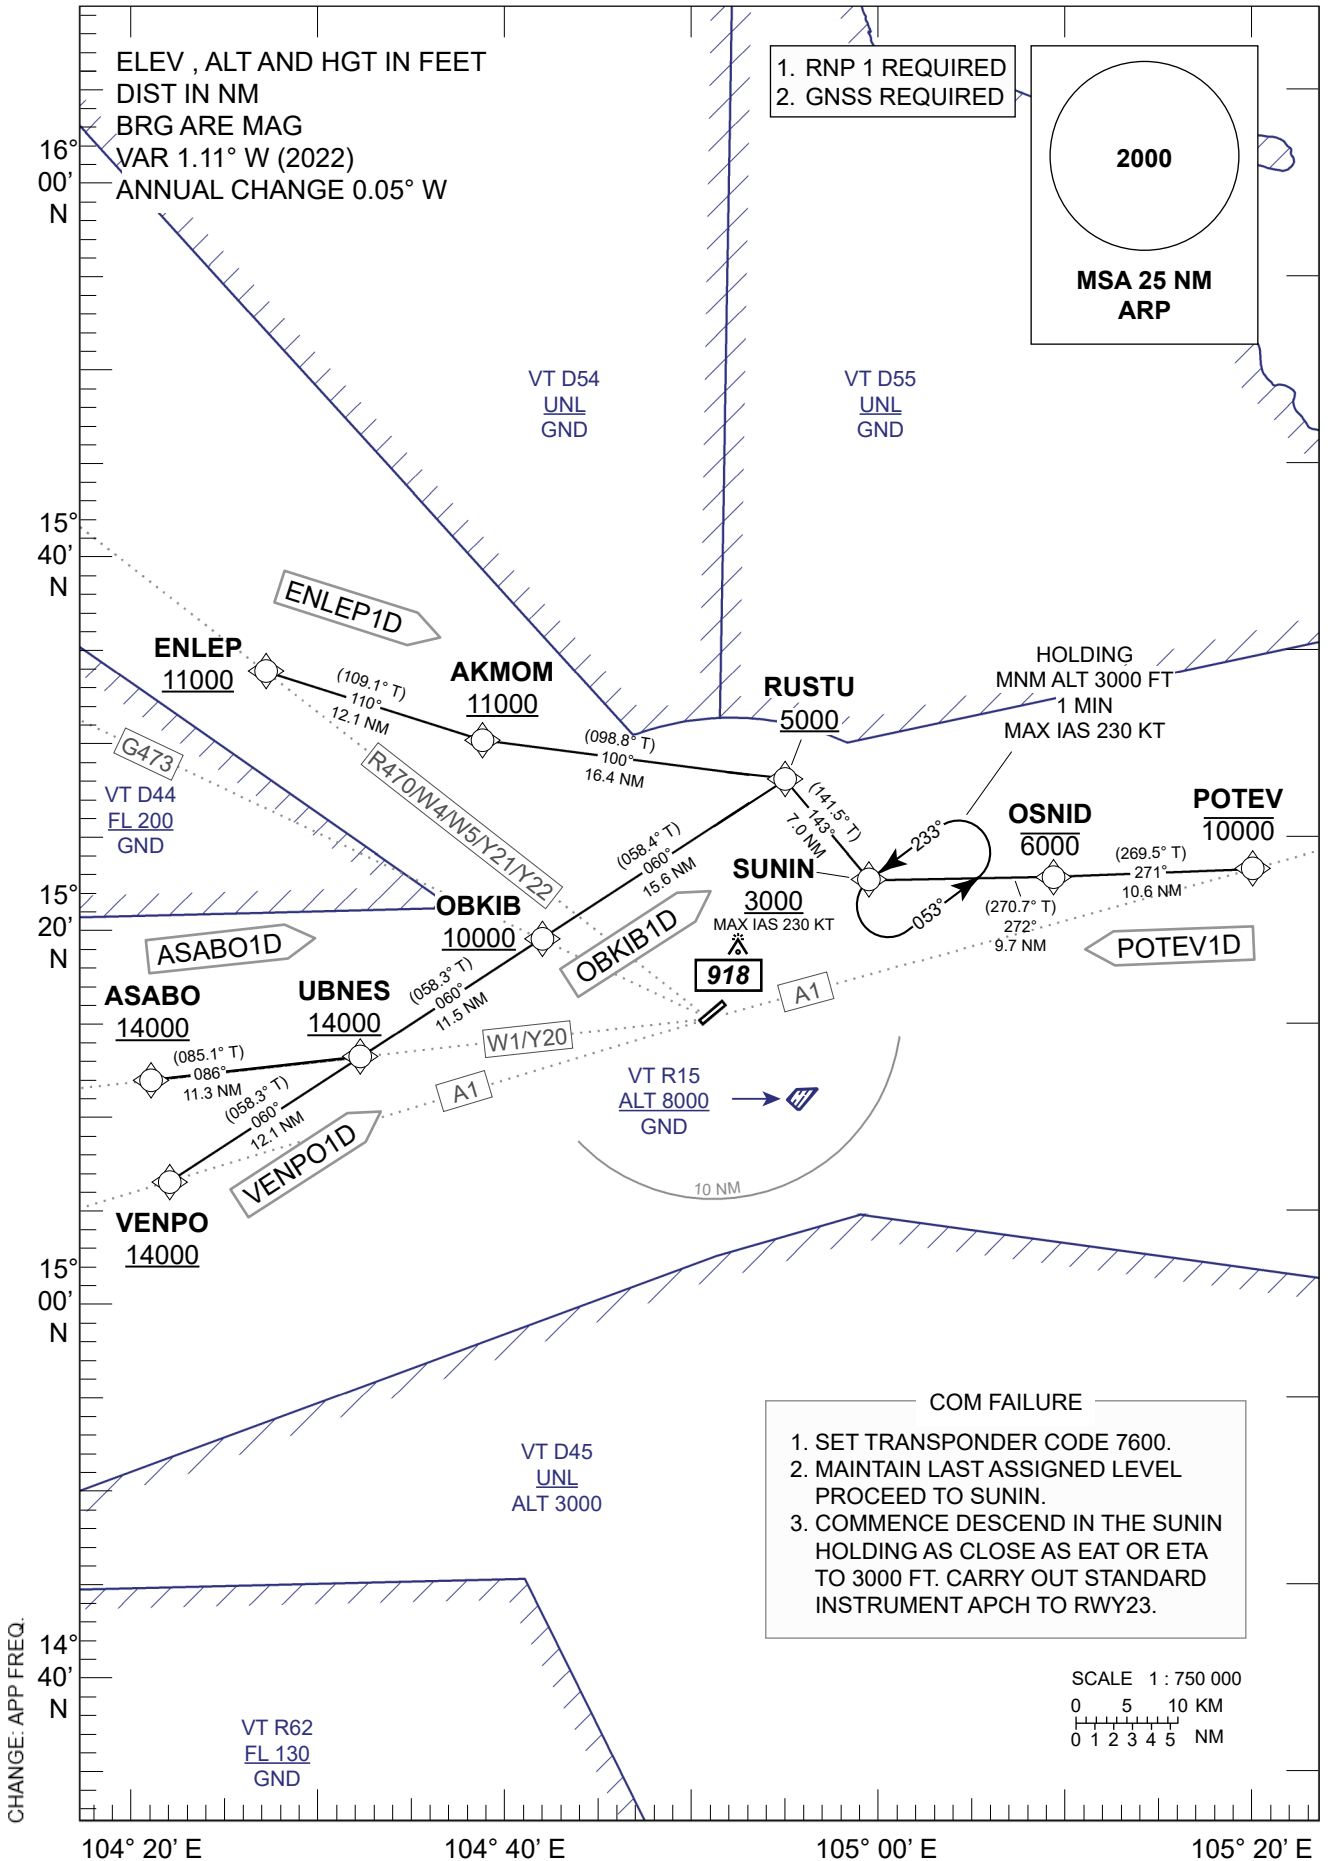 ELEV , ALT AND HGT IN FEET
DIST IN NM
BRG ARE MAG
VAR 1.11° W (2022)
ANNUAL CHANGE 0.05° W
1. RNP 1 REQUIRED
2. GNSS REQUIRED
2000
MSA 25 NM
ARP
16°
00’
N
VT D54
UNL
GND
VT D55
UNL
GND
15°
40’
N
ENLEP1D
ENLEP
11000
(109.1° T)
110°
12.1 NM
AKMOM
11000
(098.8° T)
100°
16.4 NM
RUSTU
5000
HOLDING
MNM ALT 3000 FT
1 MIN
MAX IAS 230 KT
G473
R470/W4/W5/Y21/Y22
VT D44
FL 200
GND
(141.5° T)
143°
7.0 NM
233°
053°
OSNID
6000
POTEV
10000
(269.5° T)
271°
10.6 NM
(270.7° T)
272°
9.7 NM
POTEV1D
(058.4° T)
060°
15.6 NM
SUNIN
3000
MAX IAS 230 KT
918
15°
20’
N
OBKIB
10000
OBKIB1D
ASABO1D
ASABO
14000
UBNES
14000
(058.3° T)
060°
11.5 NM
(085.1° T)
086°
11.3 NM
W1/Y20
A1
A1
(058.3° T)
060°
12.1 NM
VENPO1D
VENPO
14000
VT R15
ALT 8000
GND
10 NM
15°
00’
N
COM FAILURE
1. SET TRANSPONDER CODE 7600.
2. MAINTAIN LAST ASSIGNED LEVEL
PROCEED TO SUNIN.
3. COMMENCE DESCEND IN THE SUNIN
HOLDING AS CLOSE AS EAT OR ETA
TO 3000 FT. CARRY OUT STANDARD
INSTRUMENT APCH TO RWY23.
VT D45
UNL
ALT 3000
14°
40’
N
VT R62
FL 130
GND
SCALE 1 : 750 000
0 5 10 KM
0 1 2 3 4 5 NM
CHANGE: APP FREQ.
104° 20’ E
104° 40’ E
105° 00’ E
105° 20’ E